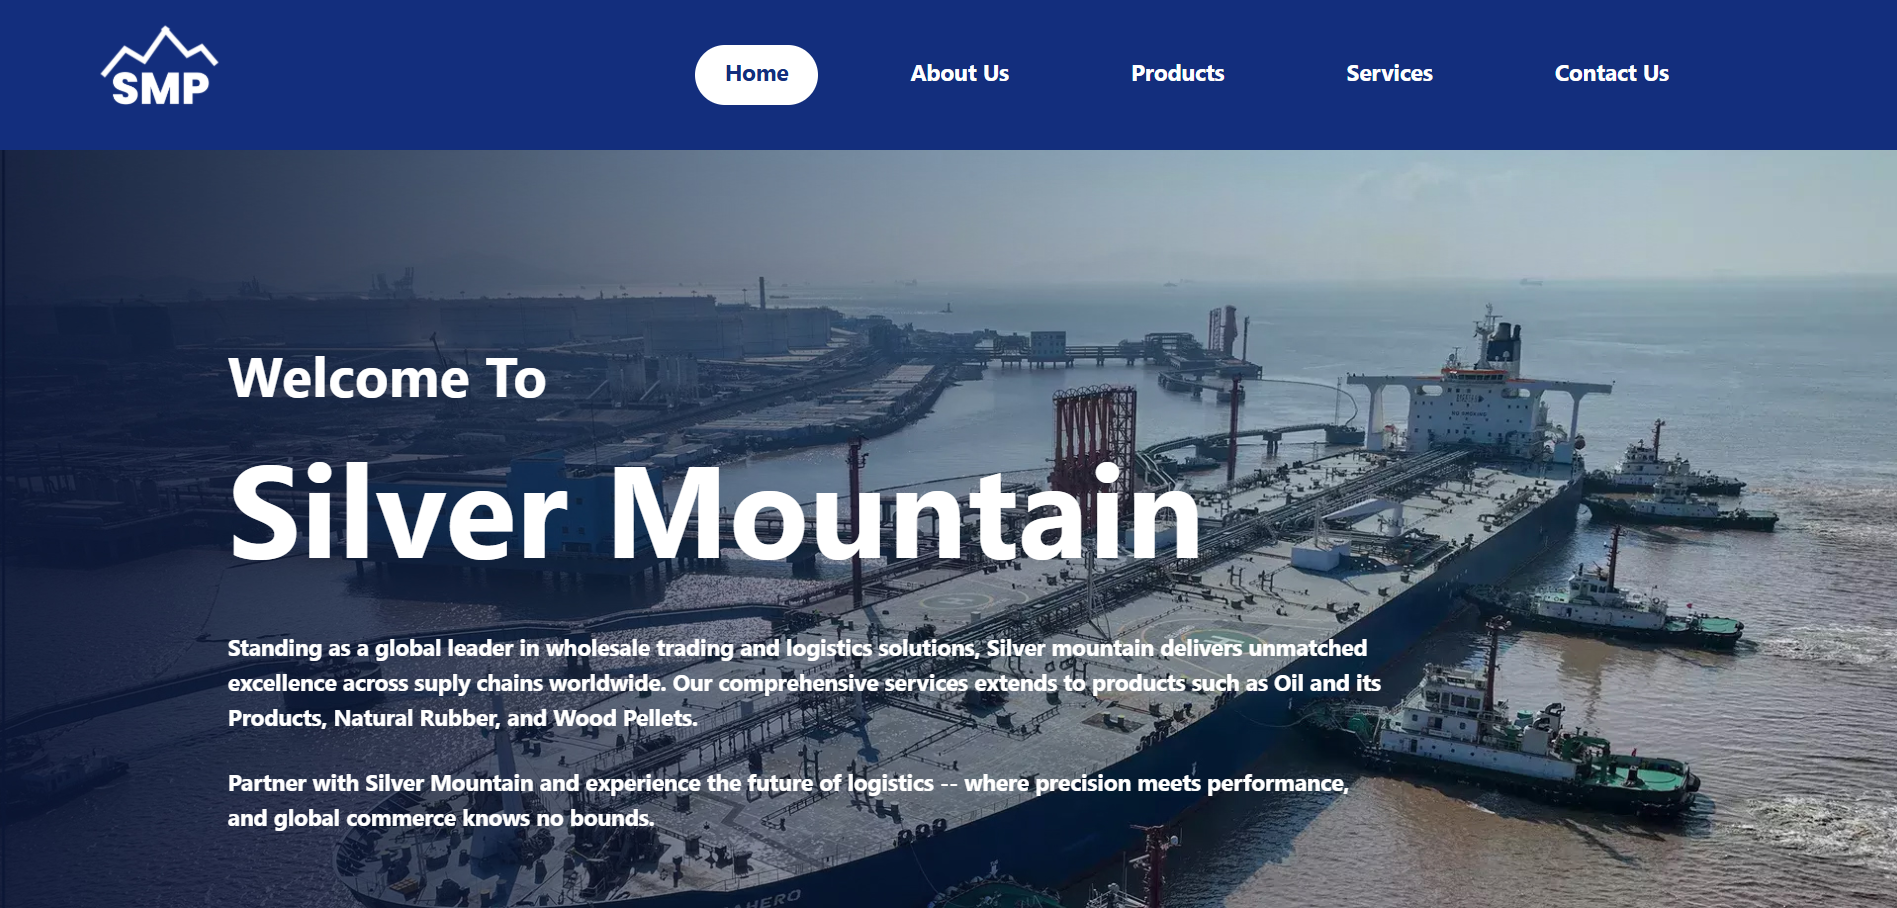 SMP
Home
About Us
Products
Services
Contact Us
Welcome To
Silver Mountain
Standing as a global leader in wholesale trading and logistics solutions, Silver mountain delivers unmatched
excellence across suply chains worldwide. Our comprehensive services extends to products such as Oil and its
Products, Natural Rubber, and Wood Pellets.
Partner with Silver Mountain and experience the future of logistics -- where precision meets performance,
and global commerce knows no bounds.
NO SMOKING
H